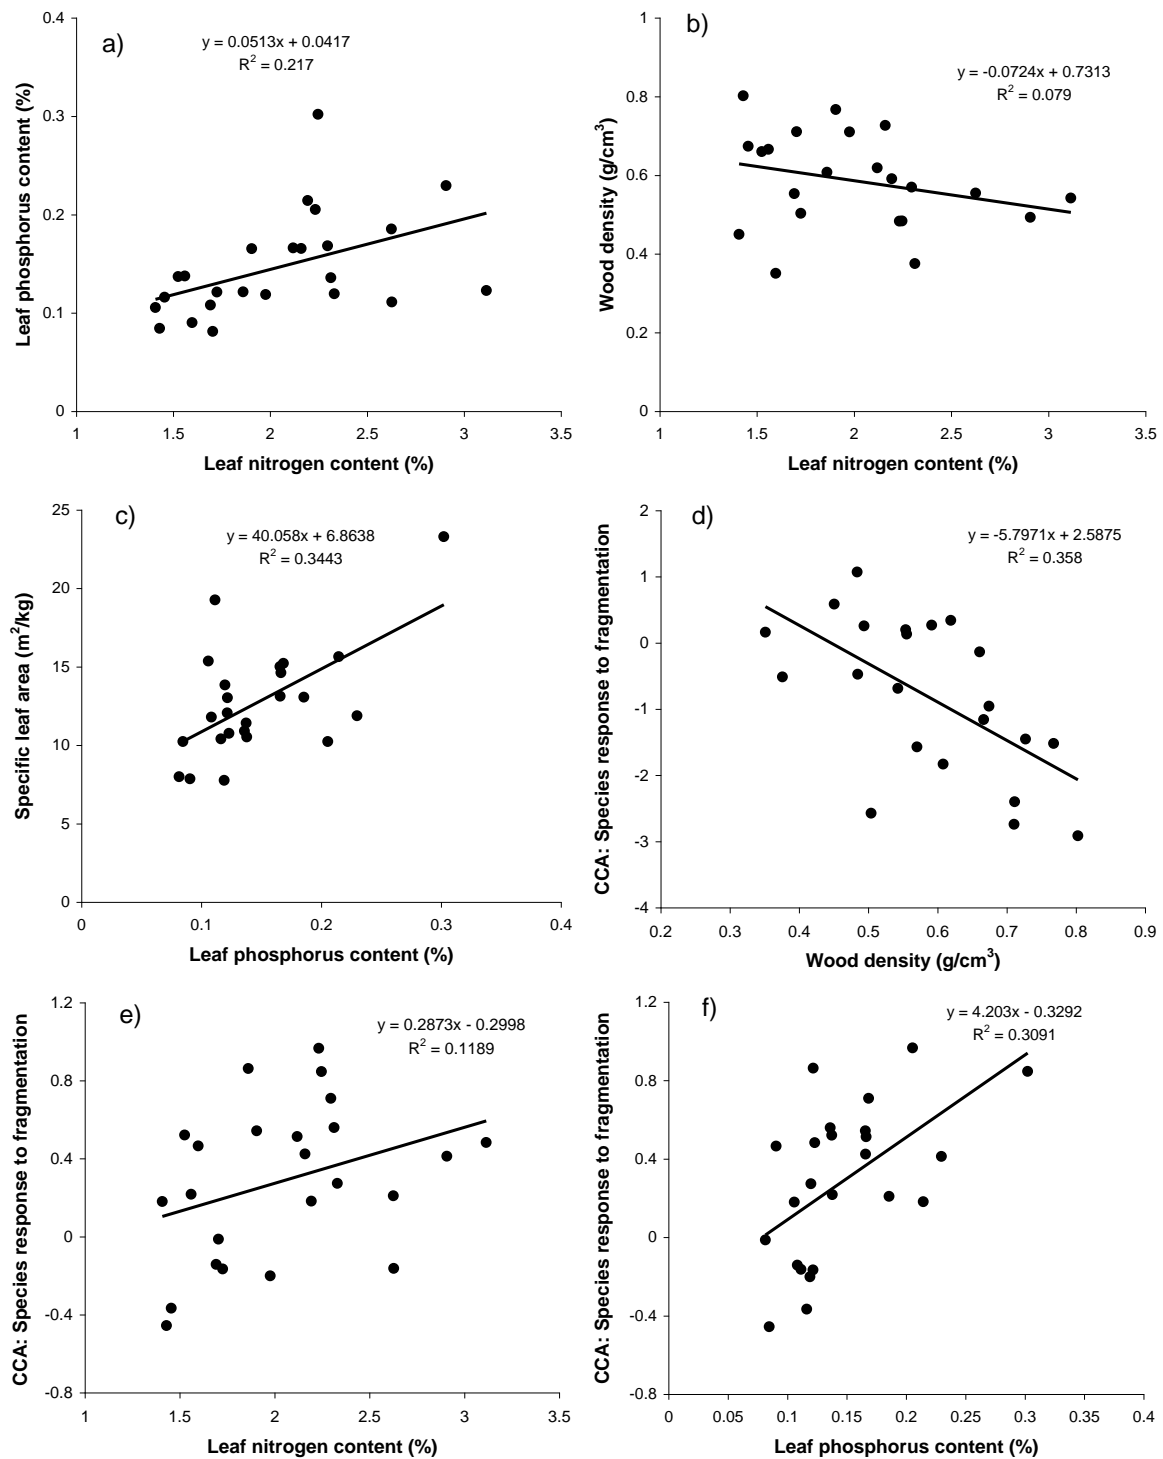 a)
y = 0.0513x + 0.0417
R² = 0.217
Leaf phosphorus content (%)
0.4
0.3
0.2
0.1
0
1 1.5 2 2.5 3 3.5
Leaf nitrogen content (%)
b)
y = -0.0724x + 0.7313
R² = 0.079
Wood density (g/cm³)
1
0.8
0.6
0.4
0.2
0
1 1.5 2 2.5 3 3.5
Leaf nitrogen content (%)
c)
y = 40.058x + 6.8638
R² = 0.3443
Specific leaf area (m²/kg)
25
20
15
10
5
0
0 0.1 0.2 0.3 0.4
Leaf phosphorus content (%)
d)
y = -5.7971x + 2.5875
R² = 0.358
CCA: Species response to fragmentation
2
1
0
-1
-2
-3
-4
0.2 0.3 0.4 0.5 0.6 0.7 0.8 0.9
Wood density (g/cm³)
e)
y = 0.2873x - 0.2998
R² = 0.1189
CCA: Species response to fragmentation
1.2
0.8
0.4
0
-0.4
-0.8
1 1.5 2 2.5 3 3.5
Leaf nitrogen content (%)
f)
y = 4.203x - 0.3292
R² = 0.3091
CCA: Species response to fragmentation
1.2
0.8
0.4
0
-0.4
-0.8
0 0.05 0.1 0.15 0.2 0.25 0.3 0.35 0.4
Leaf phosphorus content (%)